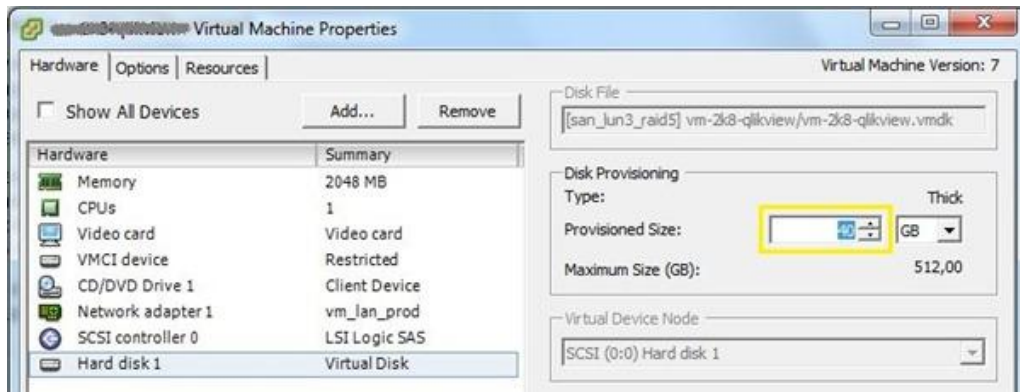 Virtual Machine Properties
Hardware Options Resources Virtual Machine Version: 7
Show All Devices Add... Remove
Hardware Summary
Memory 2048 MB
CPUs 1
Video card Video card
VMCI device Restricted
CD/DVD Drive 1 Client Device
Network adapter 1 vm_lan_prod
SCSI controller 0 LSI Logic SAS
Hard disk 1 Virtual Disk
Disk File
[san_lun3_raid5] vm-2k8-qlikview/vm-2k8-qlikview.vmdk
Disk Provisioning
Type: Thick
Provisioned Size: 40 GB
Maximum Size (GB): 512,00
Virtual Device Node
SCSI (0:0) Hard disk 1